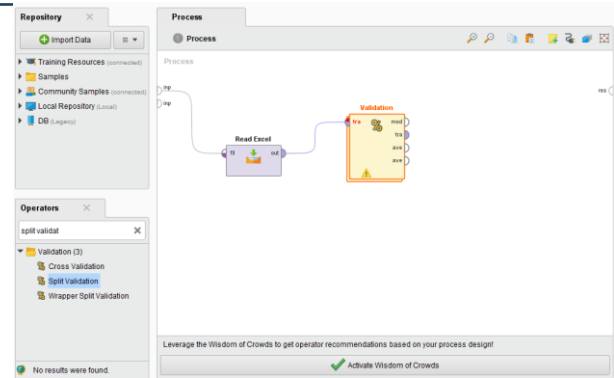 Repository
Import Data
Training Resources (connected)
Samples
Community Samples (connected)
Local Repository (Local)
DB (Legacy)
Operators
split validat
Validation (3)
Cross Validation
Split Validation
Wrapper Split Validation
No results were found.
Process
Process
Process
inp
inp
res
Read Excel
fil
out
Validation
tra
mod
tra
ave
ave
Leverage the Wisdom of Crowds to get operator recommendations based on your process design!
Activate Wisdom of Crowds